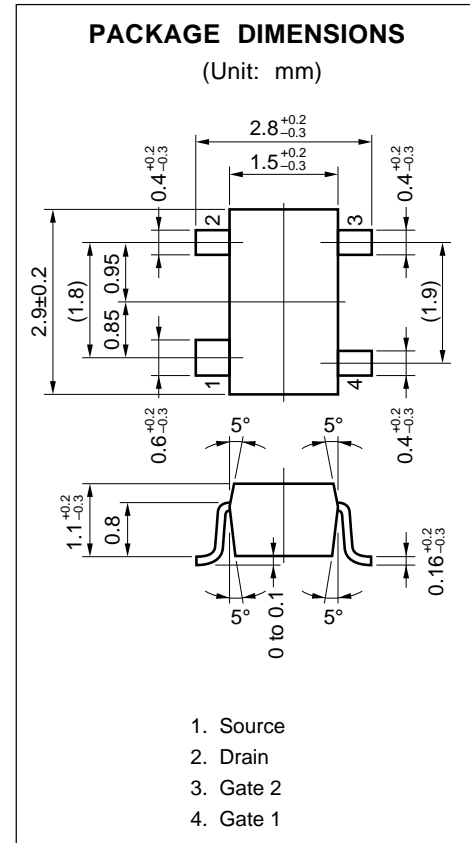 PACKAGE DIMENSIONS
(Unit: mm)
2.8 +0.2 −0.3
1.5 +0.2 −0.3
0.4 +0.2 −0.3
0.4 +0.2 −0.3
2
3
2.9±0.2
(1.8)
0.95
0.85
(1.9)
1
4
0.6 +0.2 −0.3
0.4 +0.2 −0.3
5°
5°
1.1 +0.2 −0.3
0.8
0.16 +0.2 −0.3
5°
0 to 0.1
5°
1. Source
2. Drain
3. Gate 2
4. Gate 1